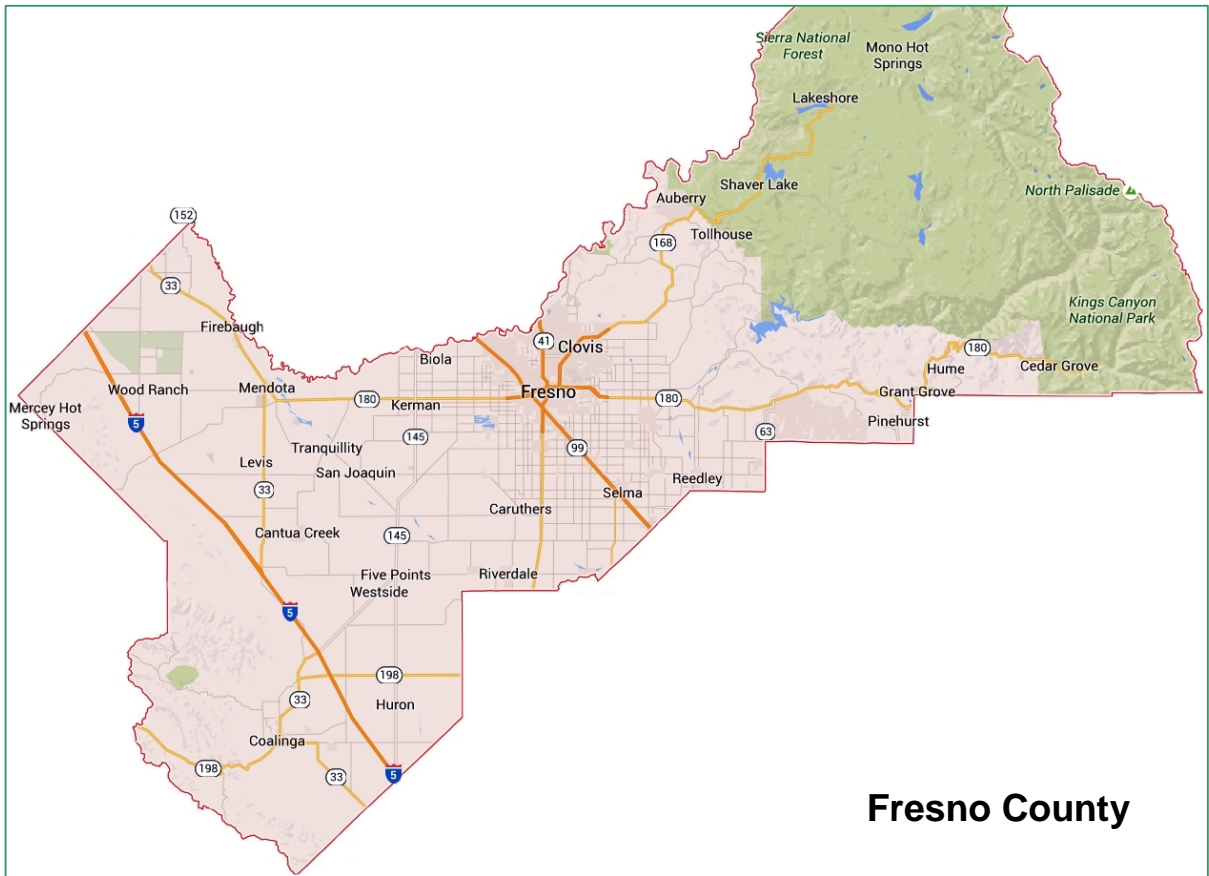 Sierra National
Forest
Mono Hot
Springs
Lakeshore
Shaver Lake
North Palisade
Auberry
152
Tollhouse
168
33
Kings Canyon
National Park
Firebaugh
41
Clovis
180
Biola
Hume
Cedar Grove
Wood Ranch
Mendota
Fresno
Grant Grove
180
Kerman
180
Mercey Hot
Springs
5
Pinehurst
145
63
Tranquillity
99
Levis
San Joaquin
Reedley
33
Selma
Caruthers
Cantua Creek
145
Five Points
Riverdale
Westside
5
198
33
Huron
Coalinga
198
33
5
Fresno County